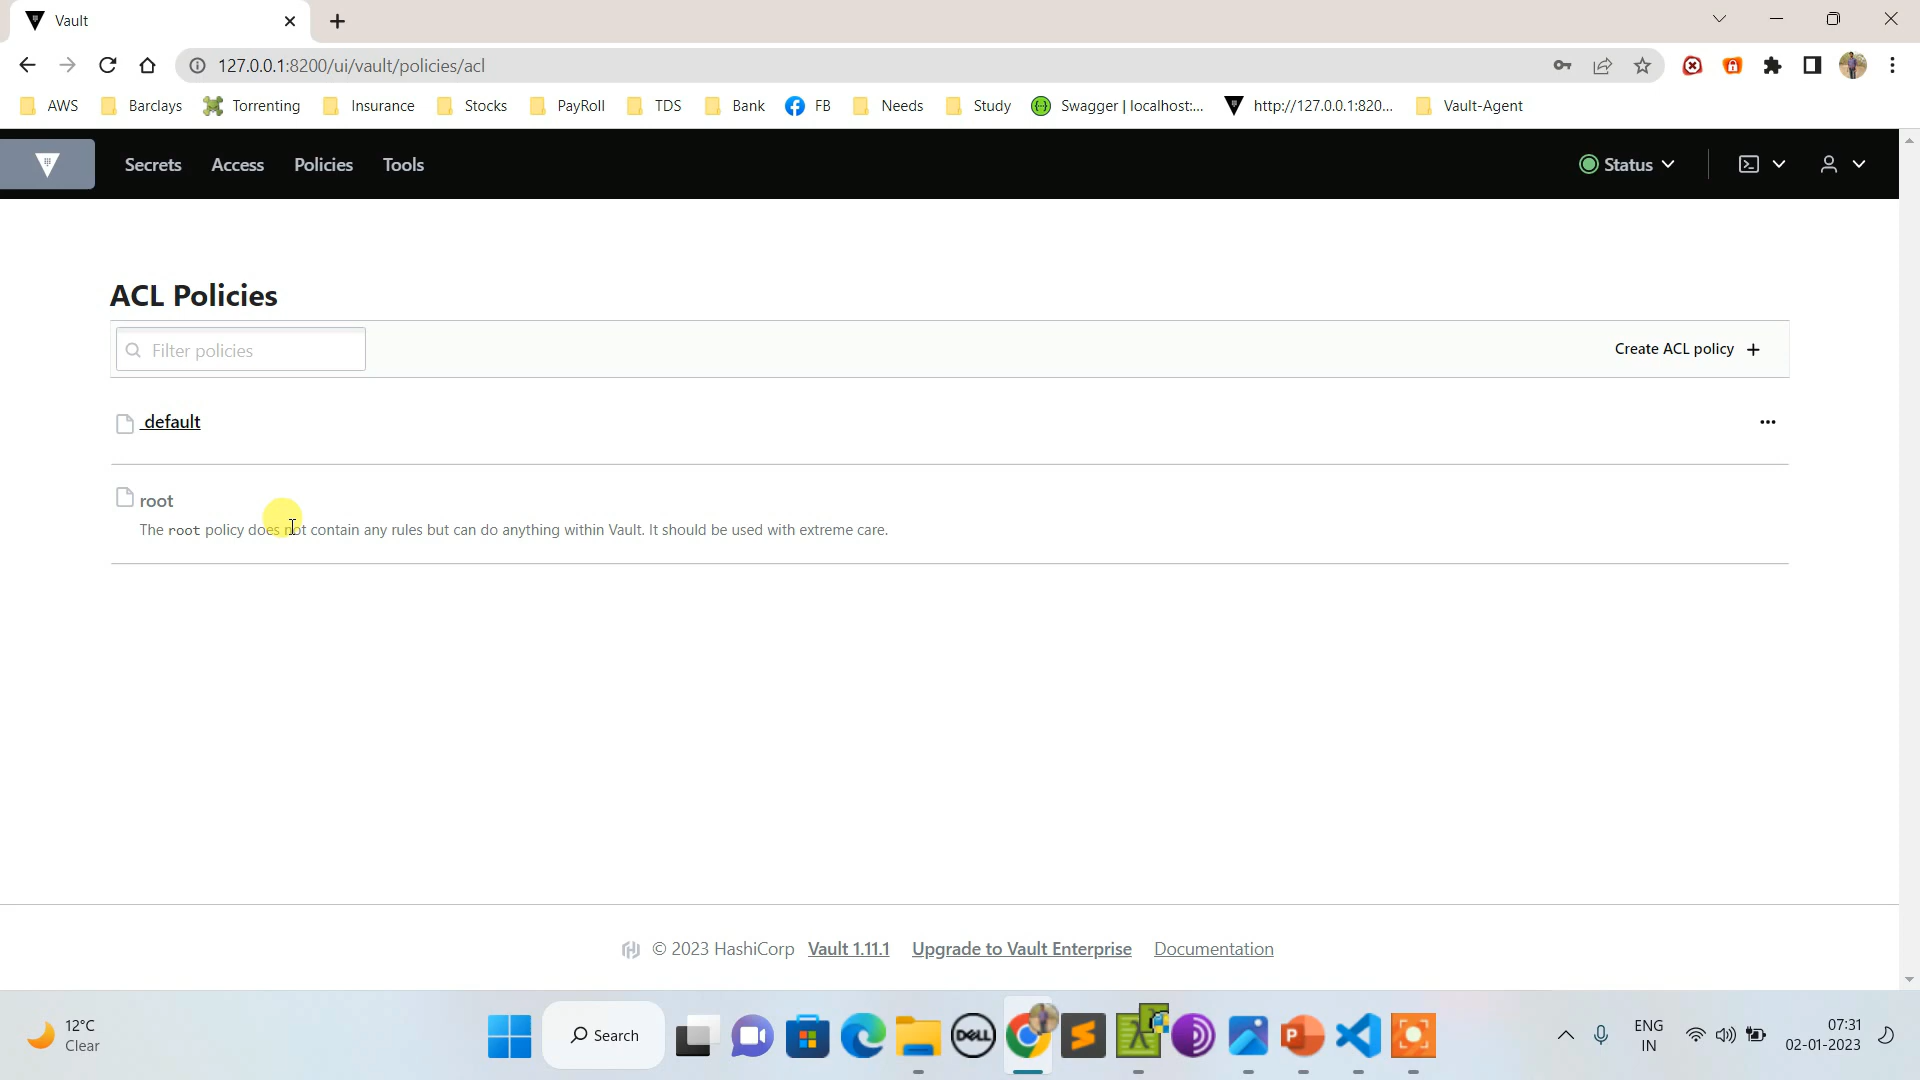 Vault
127.0.0.1:8200/ui/vault/policies/acl
AWS Barclays Torrenting Insurance Stocks PayRoll TDS Bank FB Needs Study Swagger | localhost:... http://127.0.0.1:820... Vault-Agent
Secrets Access Policies Tools Status
ACL Policies
Filter policies Create ACL policy +
default
root
The root policy does not contain any rules but can do anything within Vault. It should be used with extreme care.
© 2023 HashiCorp Vault 1.11.1 Upgrade to Vault Enterprise Documentation
12°C
Clear
Search
DELL
ENG
IN
07:31
02-01-2023